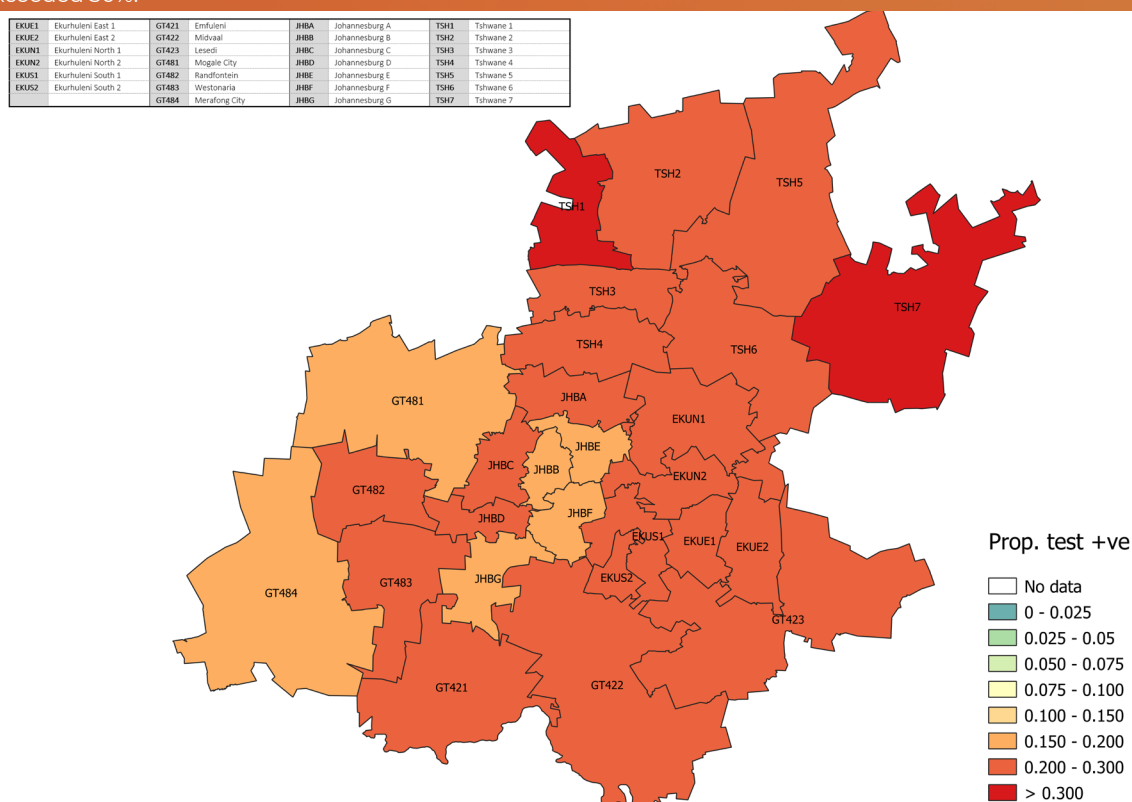 exceeded 30%.
EKUE1 Ekurhuleni East 1 GT421 Emfuleni JHBA Johannesburg A TSH1 Tshwane 1
EKUE2 Ekurhuleni East 2 GT422 Midvaal JHBB Johannesburg B TSH2 Tshwane 2
EKUN1 Ekurhuleni North 1 GT423 Lesedi JHBC Johannesburg C TSH3 Tshwane 3
EKUN2 Ekurhuleni North 2 GT481 Mogale City JHBD Johannesburg D TSH4 Tshwane 4
EKUS1 Ekurhuleni South 1 GT482 Randfontein JHBE Johannesburg E TSH5 Tshwane 5
EKUS2 Ekurhuleni South 2 GT483 Westonaria JHBF Johannesburg F TSH6 Tshwane 6
GT484 Merafong City JHBG Johannesburg G TSH7 Tshwane 7
TSH2
TSH5
TSH1
TSH3
TSH7
TSH4
TSH6
GT481
JHBA
EKUN1
JHBE
JHBC
JHBB
EKUN2
GT482
JHBF
JHBD
EKUS1
EKUE1
EKUE2
GT483
JHBG
EKUS2
GT484
GT423
GT421
GT422
Prop. test +ve
No data
0 - 0.025
0.025 - 0.05
0.050 - 0.075
0.075 - 0.100
0.100 - 0.150
0.150 - 0.200
0.200 - 0.300
> 0.300